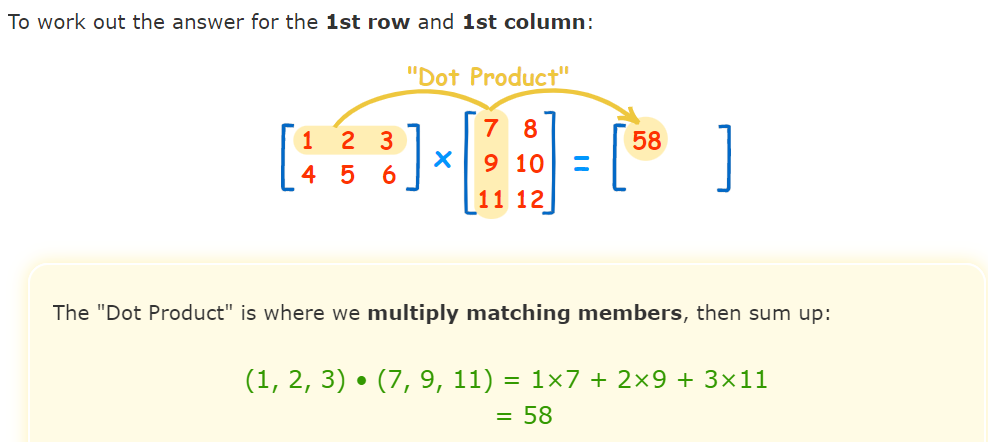 To work out the answer for the 1st row and 1st column:
"Dot Product"
[1 2 3] × [7 8] = [58 ]
[4 5 6] [9 10]
[11 12]
The "Dot Product" is where we multiply matching members, then sum up:
(1, 2, 3) • (7, 9, 11) = 1×7 + 2×9 + 3×11
= 58